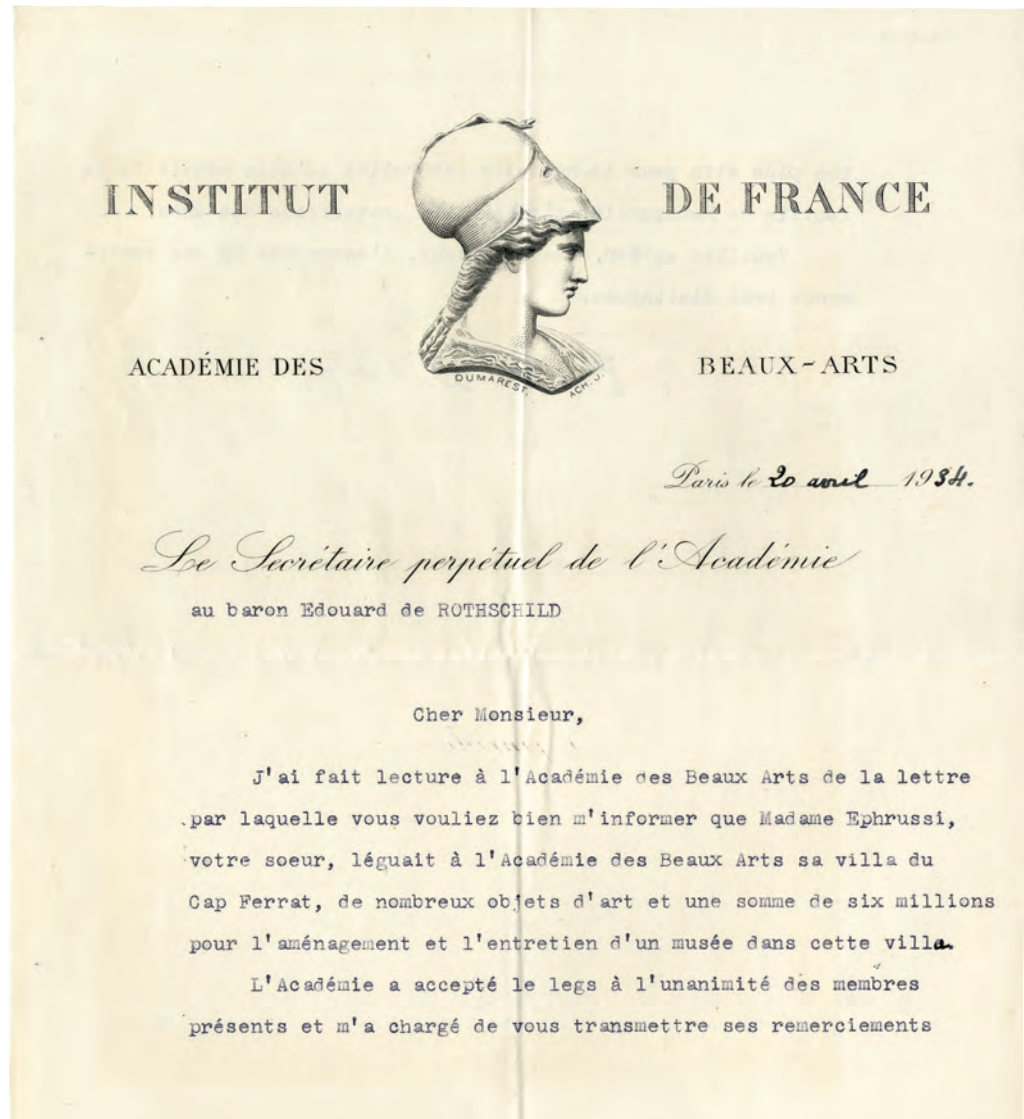 INSTITUT DE FRANCE
ACADÉMIE DES BEAUX-ARTS
DUMAREST. ACH. J.
Paris le 20 avril 1934.
Le Secrétaire perpétuel de l'Académie
au baron Edouard de ROTHSCHILD
Cher Monsieur,
J'ai fait lecture à l'Académie des Beaux Arts de la lettre
par laquelle vous vouliez bien m'informer que Madame Ephrussi,
votre soeur, léguait à l'Académie des Beaux Arts sa villa du
Cap Ferrat, de nombreux objets d'art et une somme de six millions
pour l'aménagement et l'entretien d'un musée dans cette villa.
L'Académie a accepté le legs à l'unanimité des membres
présents et m'a chargé de vous transmettre ses remerciements